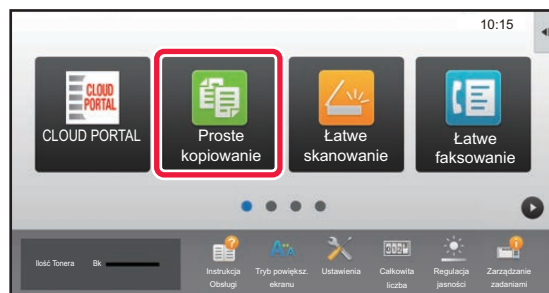 10:15
CLOUD
PORTAL
CLOUD PORTAL
Proste
kopiowanie
Łatwe
skanowanie
Łatwe
faksowanie
Ilość Tonera Bk
Instrukcja
Obsługi
Tryb powiększ.
ekranu
Ustawienia
Całkowita
liczba
Regulacja
jasności
Zarządzanie
zadaniami